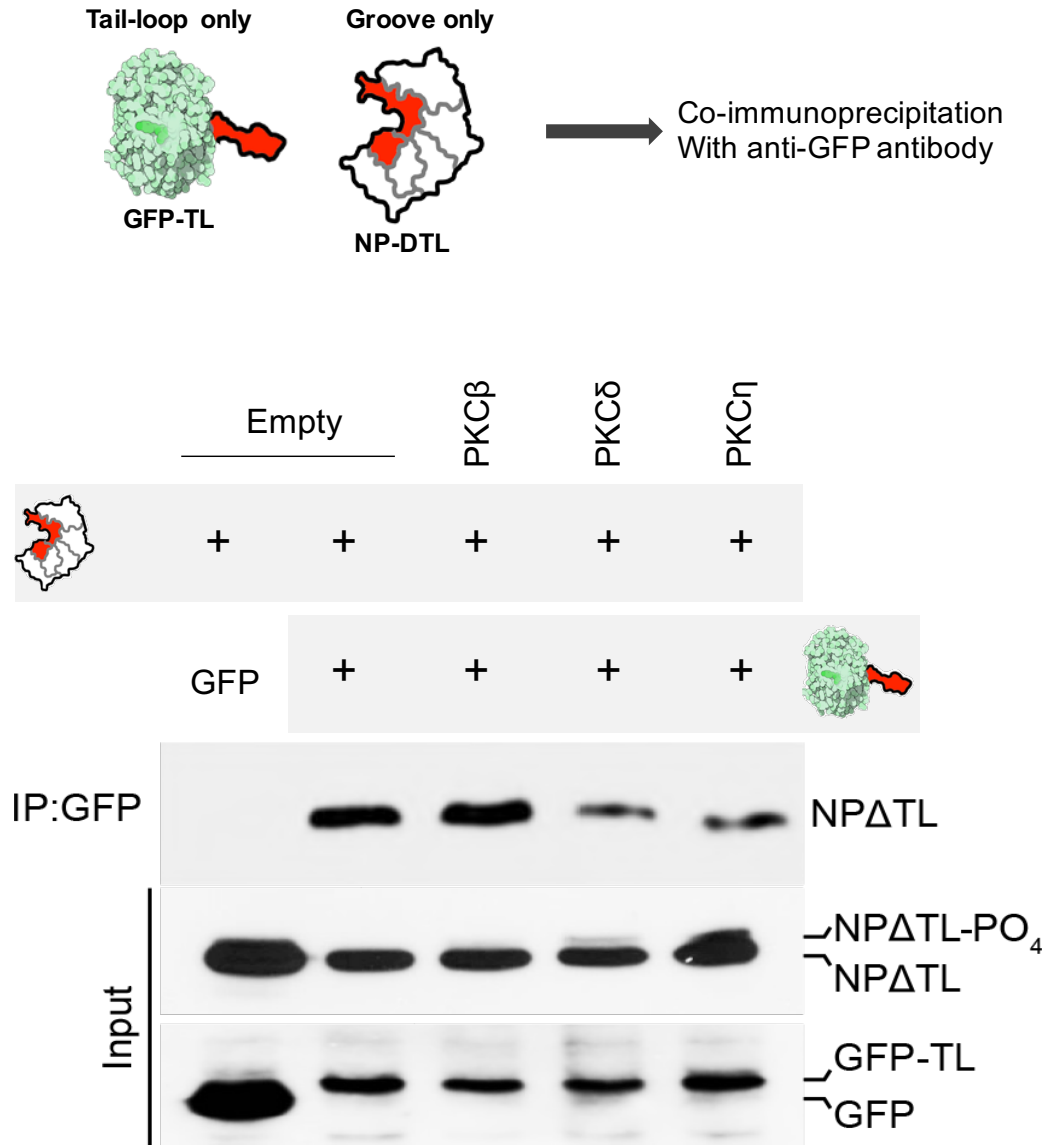 Tail-loop only
Groove only
GFP-TL
NP-DTL
Co-immunoprecipitation
With anti-GFP antibody
Empty
PKCβ
PKCδ
PKCη
+ + + + +
GFP + + + +
IP:GFP
NPΔTL
Input
NPΔTL-PO₄
NPΔTL
GFP-TL
GFP